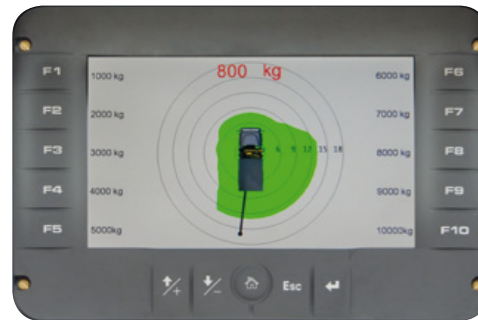 800 kg
F1 1000 kg 6000 kg F6
F2 2000 kg 7000 kg F7
F3 3000 kg 6 9 12 15 18 8000 kg F8
F4 4000 kg 9000 kg F9
F5 5000kg 10000kg F10
+ - Esc